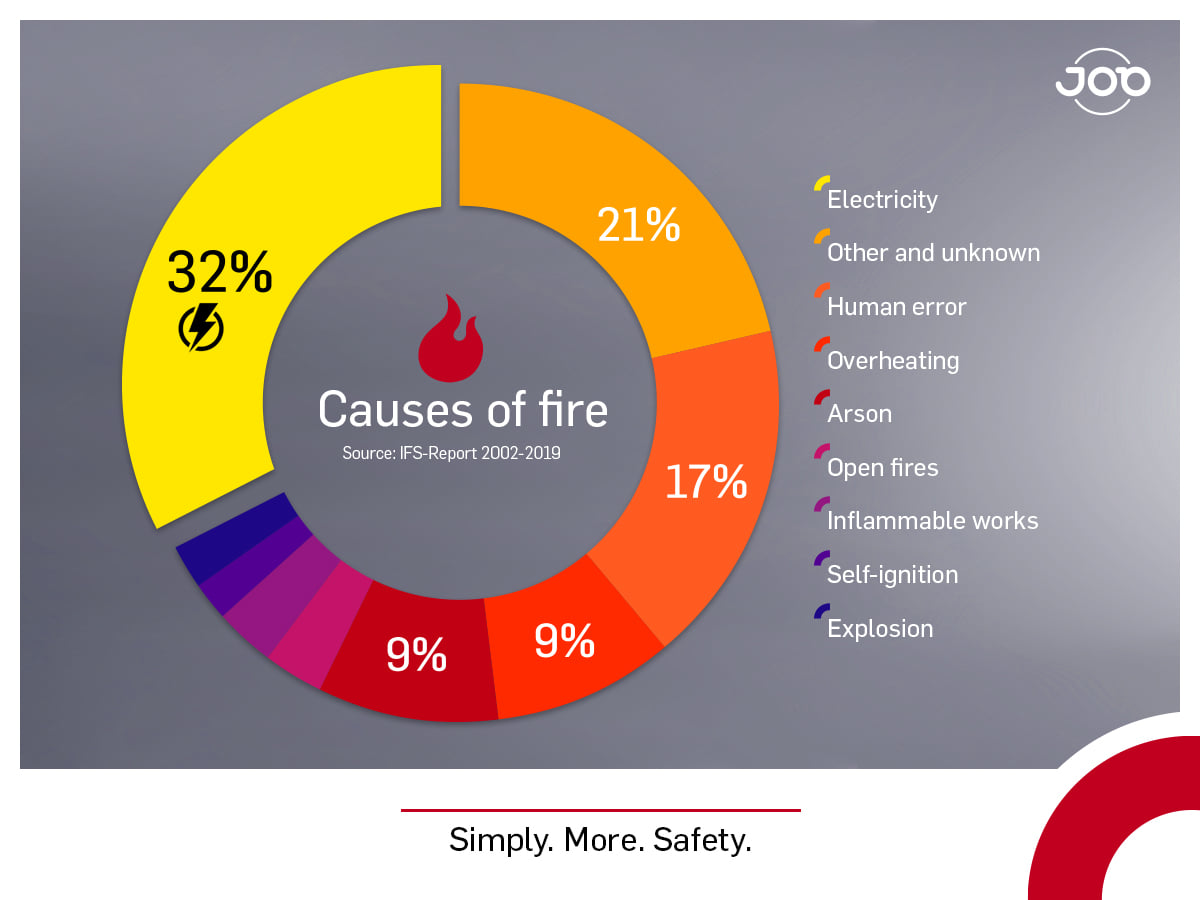 JOB
32%
21%
17%
9%
9%
Causes of fire
Source: IFS-Report 2002-2019
Electricity
Other and unknown
Human error
Overheating
Arson
Open fires
Inflammable works
Self-ignition
Explosion
Simply. More. Safety.